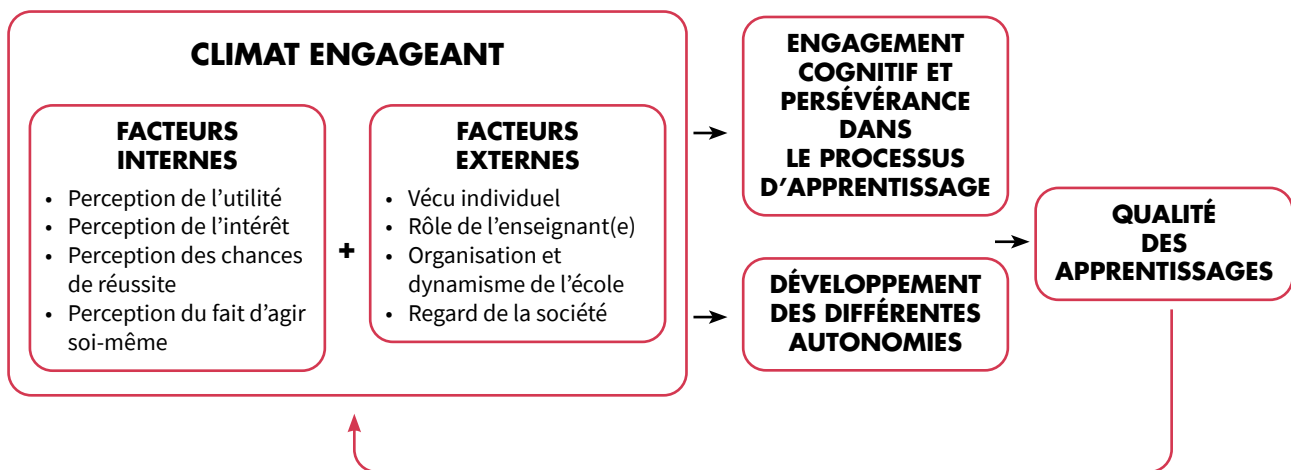 CLIMAT ENGAGEANT
FACTEURS
INTERNES
• Perception de l’utilité
• Perception de l’intérêt
• Perception des chances
de réussite
• Perception du fait d’agir
soi-même
+
FACTEURS
EXTERNES
• Vécu individuel
• Rôle de l’enseignant(e)
• Organisation et
dynamisme de l’école
• Regard de la société
ENGAGEMENT
COGNITIF ET
PERSÉVÉRANCE
DANS
LE PROCESSUS
D’APPRENTISSAGE
DÉVELOPPEMENT
DES DIFFÉRENTES
AUTONOMIES
QUALITÉ
DES
APPRENTISSAGES